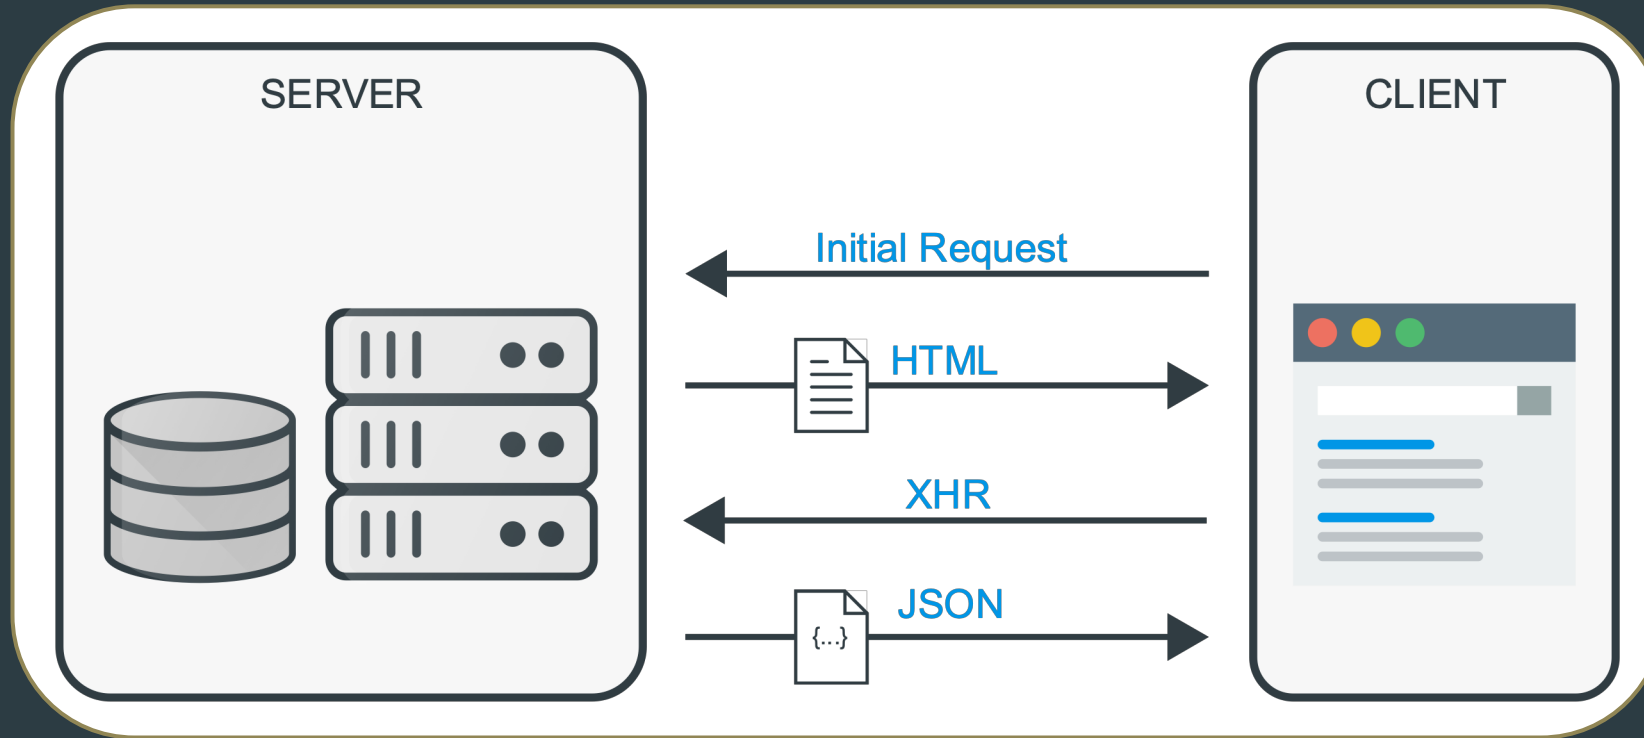 SERVER
CLIENT
Initial Request
HTML
XHR
JSON
{...}